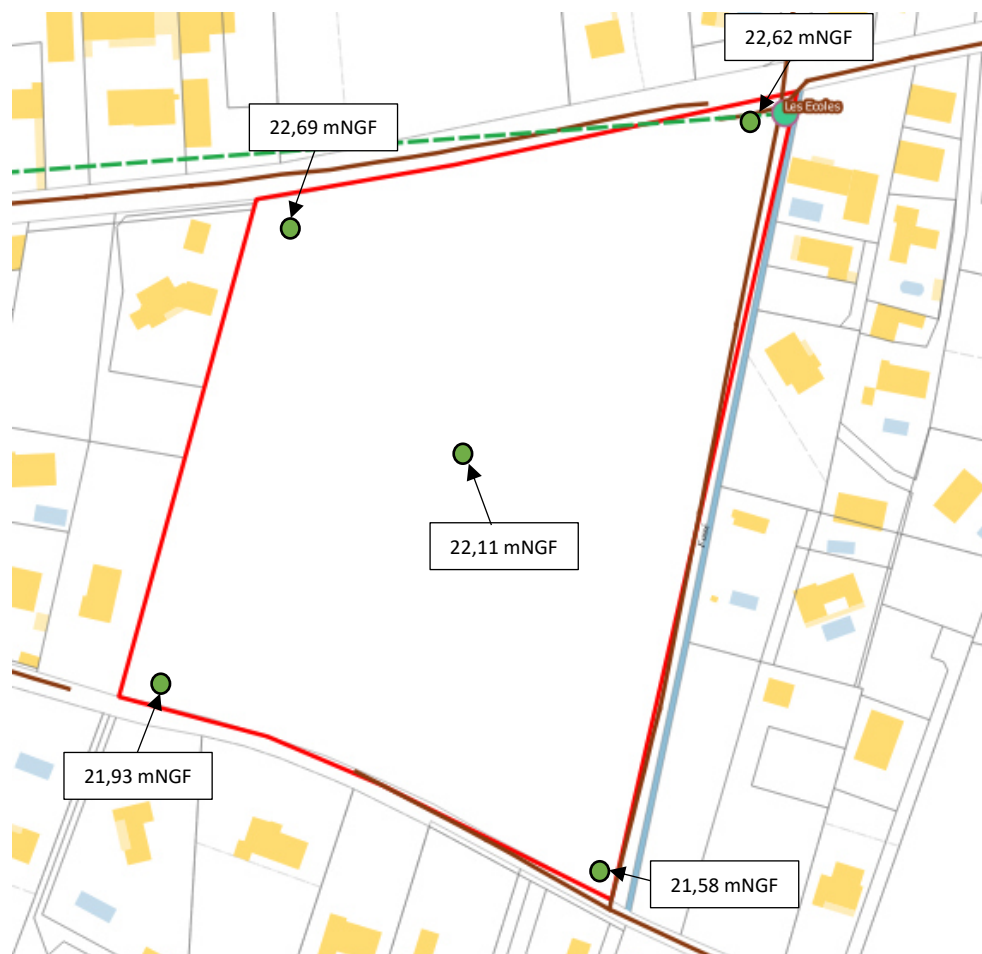 22,62 mNGF
Les Ecoles
22,69 mNGF
22,11 mNGF
21,93 mNGF
21,58 mNGF